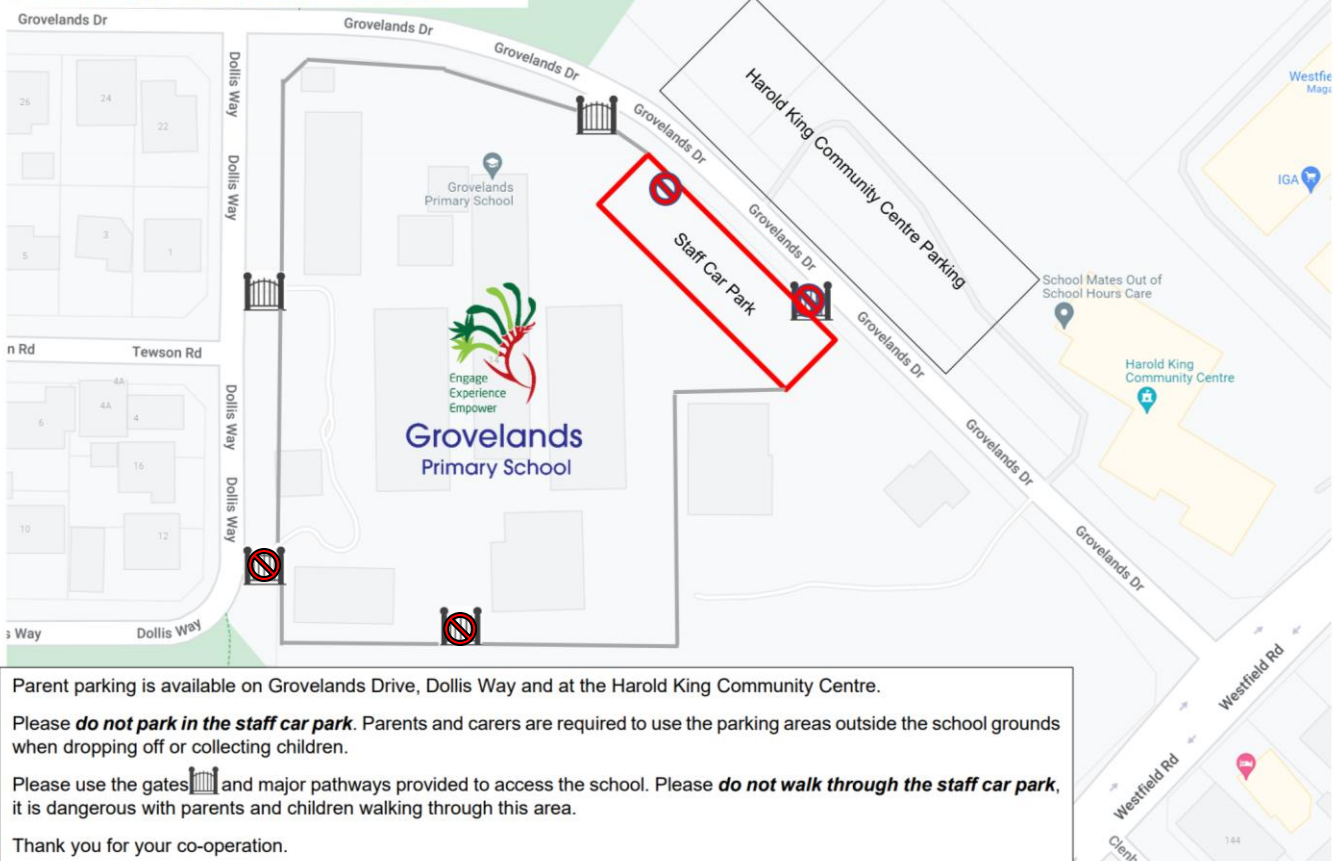 Grovelands Dr
Grovelands Dr
Grovelands Dr
Grovelands Dr
Grovelands Dr
Grovelands Dr
Grovelands Dr
Grovelands Dr
Dollis Way
Dollis Way
Dollis Way
Dollis Way
26
24
22
5
3
1
Harold King Community Centre Parking
Staff Car Park
Grovelands
Primary School
IGA
School Mates Out of
School Hours Care
Harold King
Community Centre
n Rd
Tewson Rd
4A
4A
4
6
16
10
12
14
Engage
Experience
Empower
Grovelands
Primary School
s Way
Dollis Way
Westfield Rd
Westfield Rd
144
Parent parking is available on Grovelands Drive, Dollis Way and at the Harold King Community Centre.
Please do not park in the staff car park. Parents and carers are required to use the parking areas outside the school grounds
when dropping off or collecting children.
Please use the gates and major pathways provided to access the school. Please do not walk through the staff car park,
it is dangerous with parents and children walking through this area.
Thank you for your co-operation.